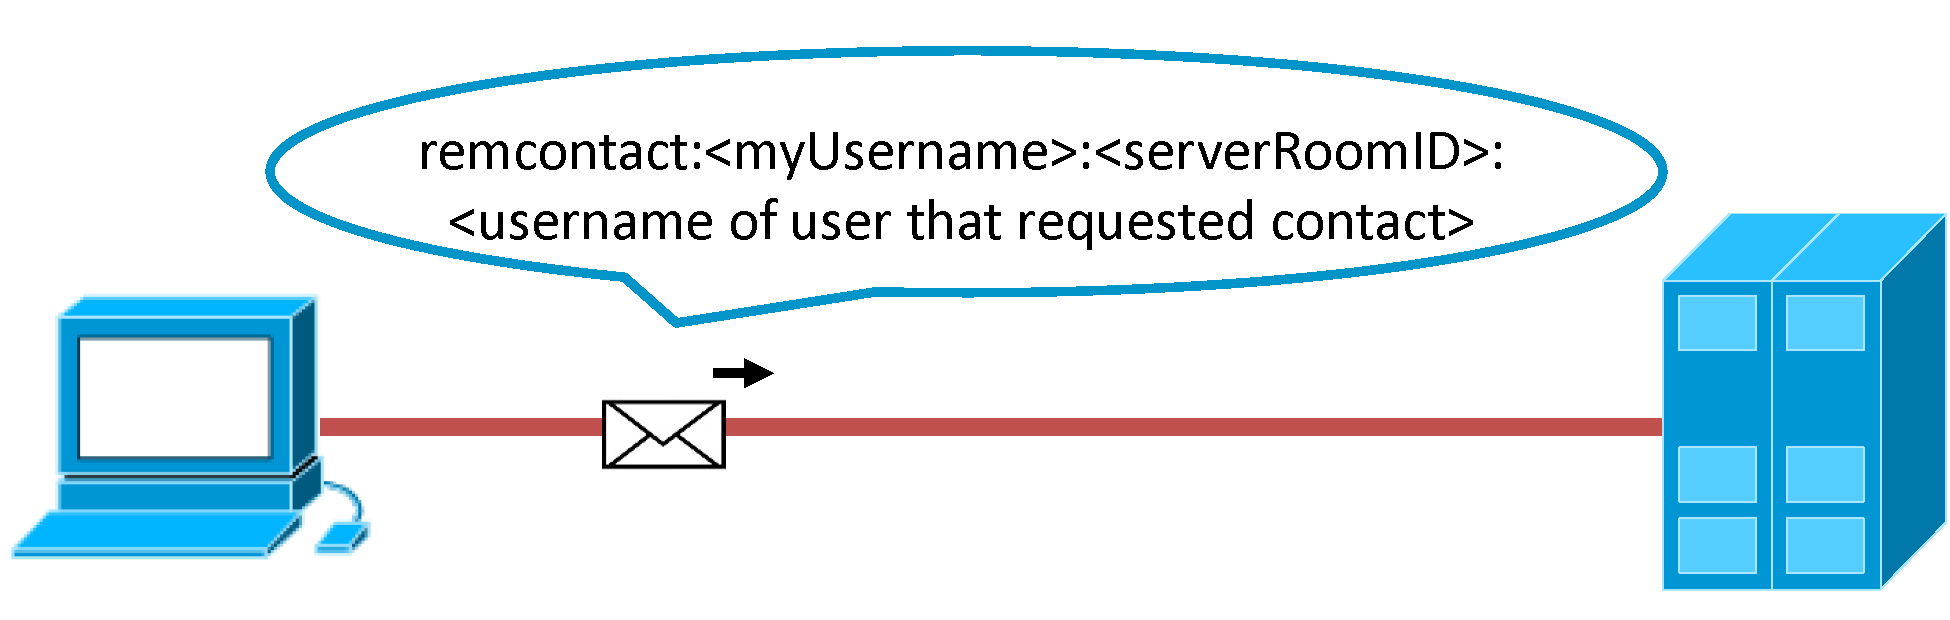 remcontact:<myUsername>:<serverRoomID>:
<username of user that requested contact>